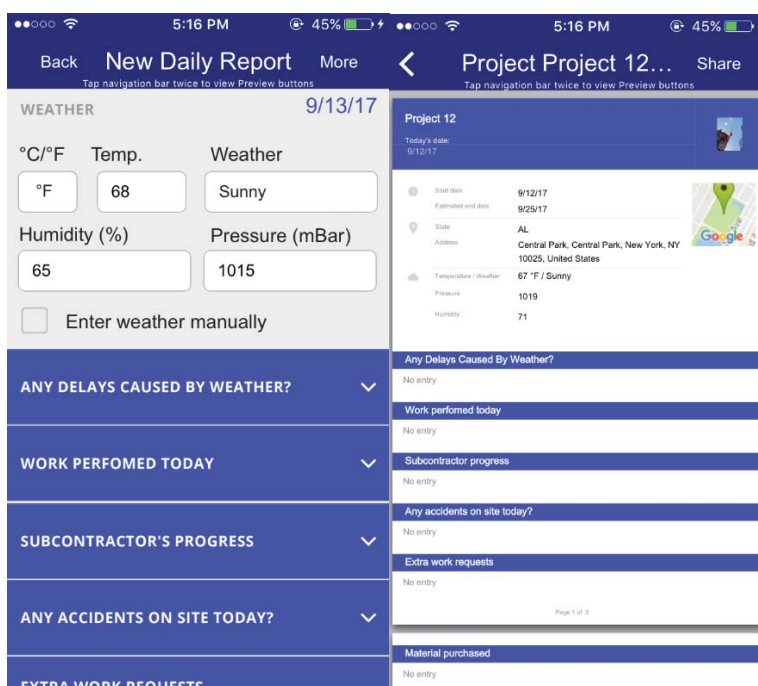 5:16 PM
45%
Back
New Daily Report
More
Tap navigation bar twice to view Preview buttons
WEATHER
9/13/17
°C/°F
Temp.
Weather
°F
68
Sunny
Humidity (%)
Pressure (mBar)
65
1015
Enter weather manually
ANY DELAYS CAUSED BY WEATHER?
WORK PERFOMED TODAY
SUBCONTRACTOR'S PROGRESS
ANY ACCIDENTS ON SITE TODAY?
EXTRA WORK REQUESTS
5:16 PM
45%
Project Project 12...
Share
Tap navigation bar twice to view Preview buttons
Project 12
Today's date:
9/12/17
Start date
9/12/17
Estimated end date
9/25/17
State
AL
Address
Central Park, Central Park, New York, NY
10025, United States
Temperature / Weather
67 °F / Sunny
Pressure
1019
Humidity
71
Google
Any Delays Caused By Weather?
No entry
Work perfomed today
No entry
Subcontractor progress
No entry
Any accidents on site today?
No entry
Extra work requests
No entry
Page 1 of 2
Material purchased
No entry